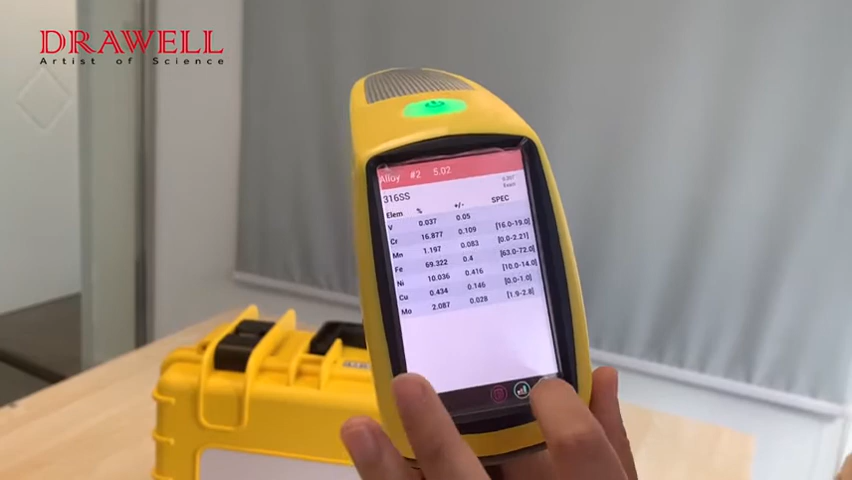 DRAWELL
Artist of Science
Alloy #2 5.02
316SS
Elem % +/- SPEC
V 0.037 0.05
Cr 16.877 0.109 [16.0-19.0]
Mn 1.197 0.083 [0.0-2.21]
Fe 69.322 0.4 [63.0-72.0]
Ni 10.036 0.416 [10.0-14.0]
Cu 0.434 0.146 [0.0-1.0]
Mo 2.087 0.028 [1.9-2.8]